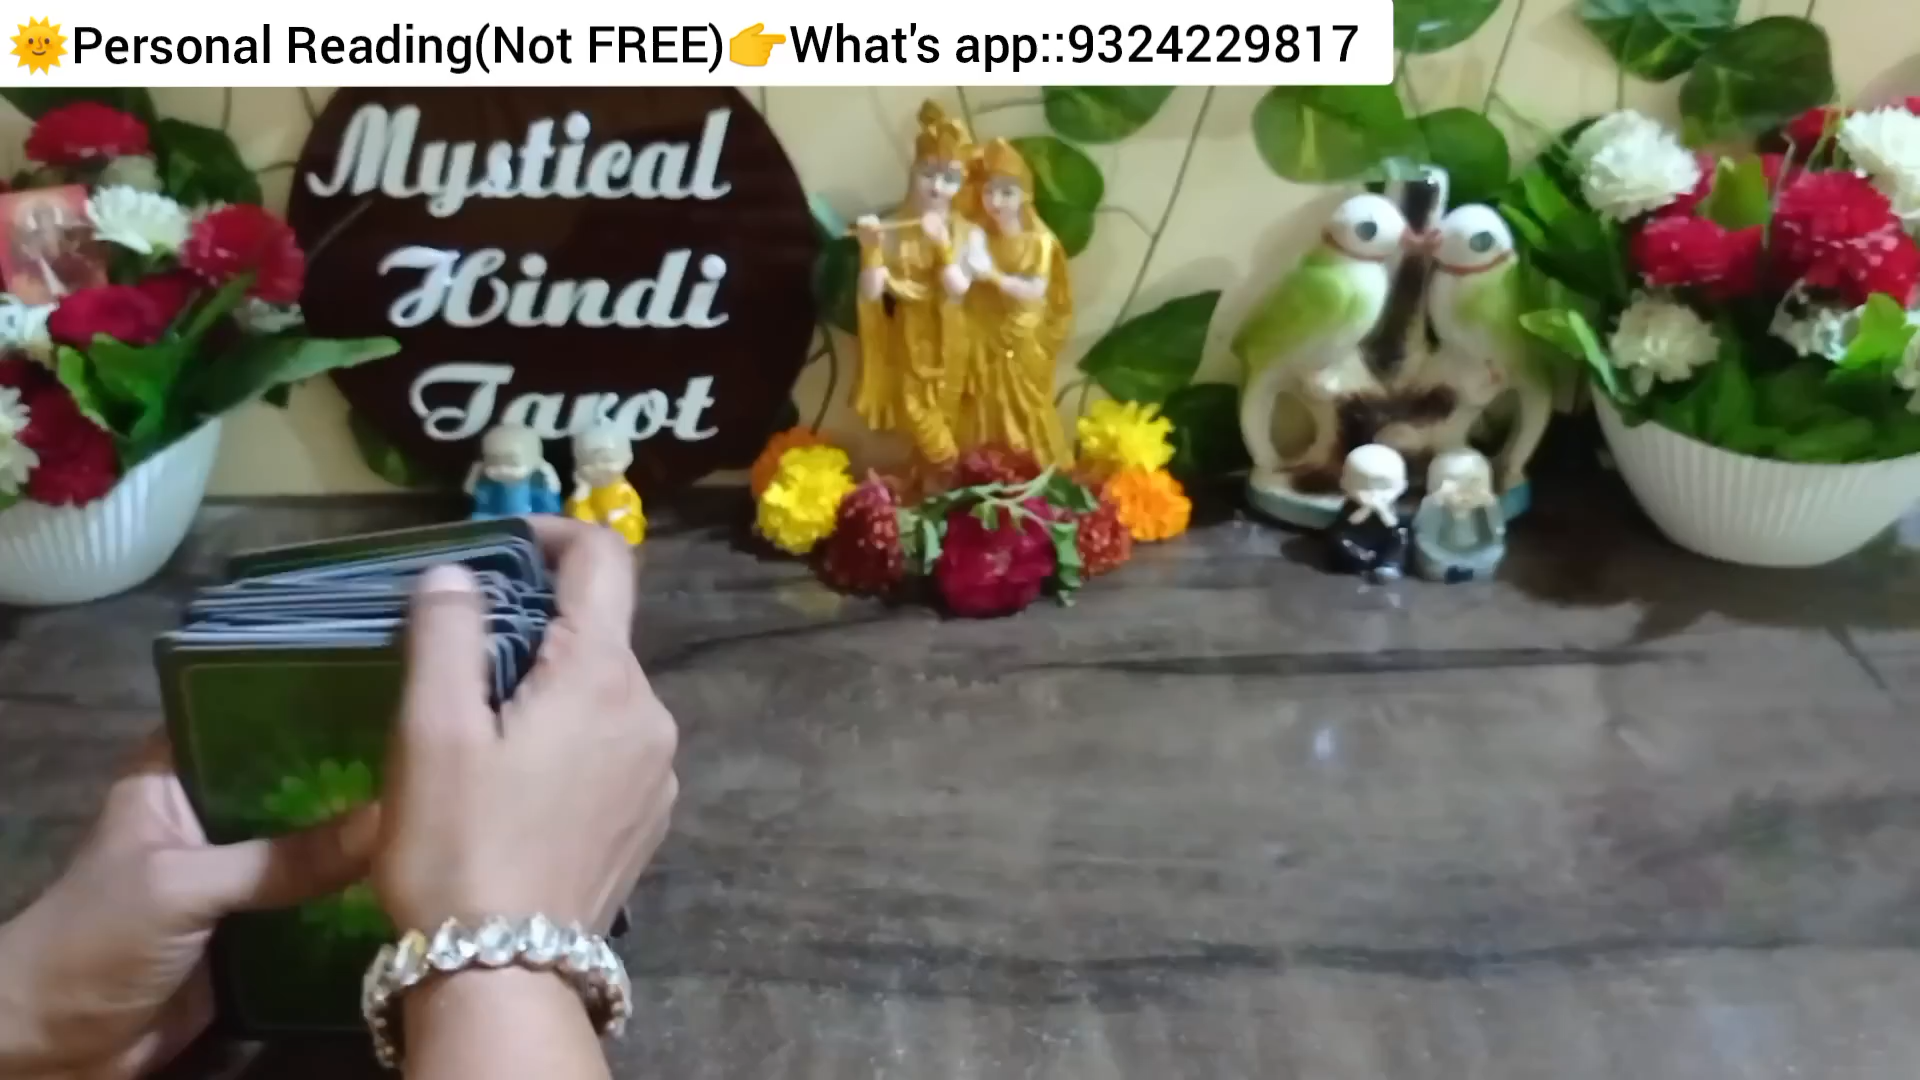 🌞Personal Reading(Not FREE)👉What's app::9324229817
Mystical
Hindi
Tarot